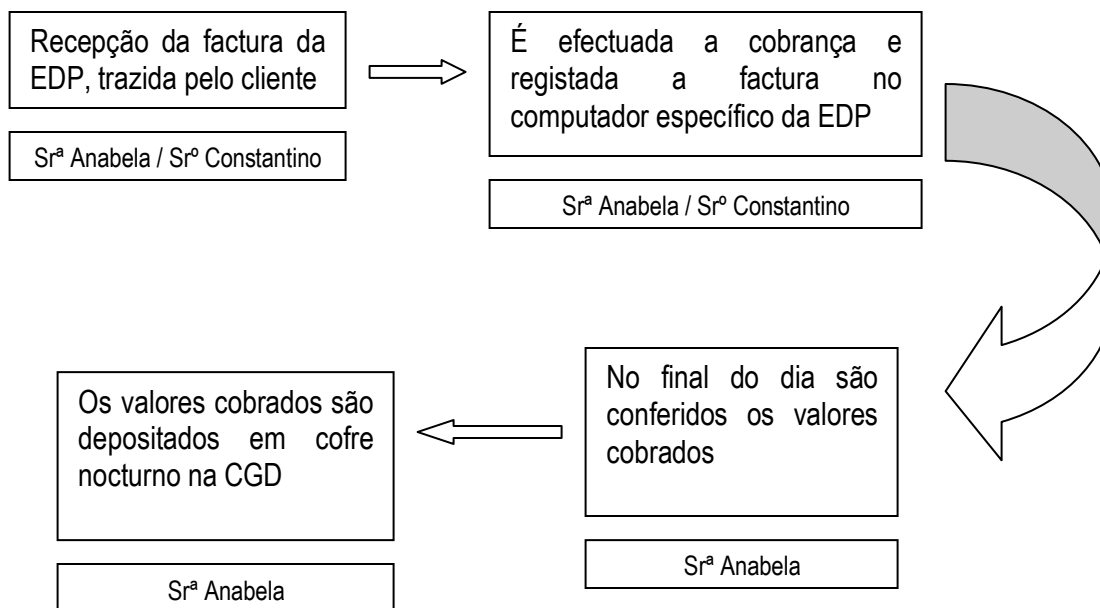 Recepção da factura da
EDP, trazida pelo cliente
Srª Anabela / Srº Constantino
É efectuada a cobrança e
registada a factura no
computador específico da EDP
Srª Anabela / Srº Constantino
No final do dia são
conferidos os valores
cobrados
Srª Anabela
Os valores cobrados são
depositados em cofre
nocturno na CGD
Srª Anabela